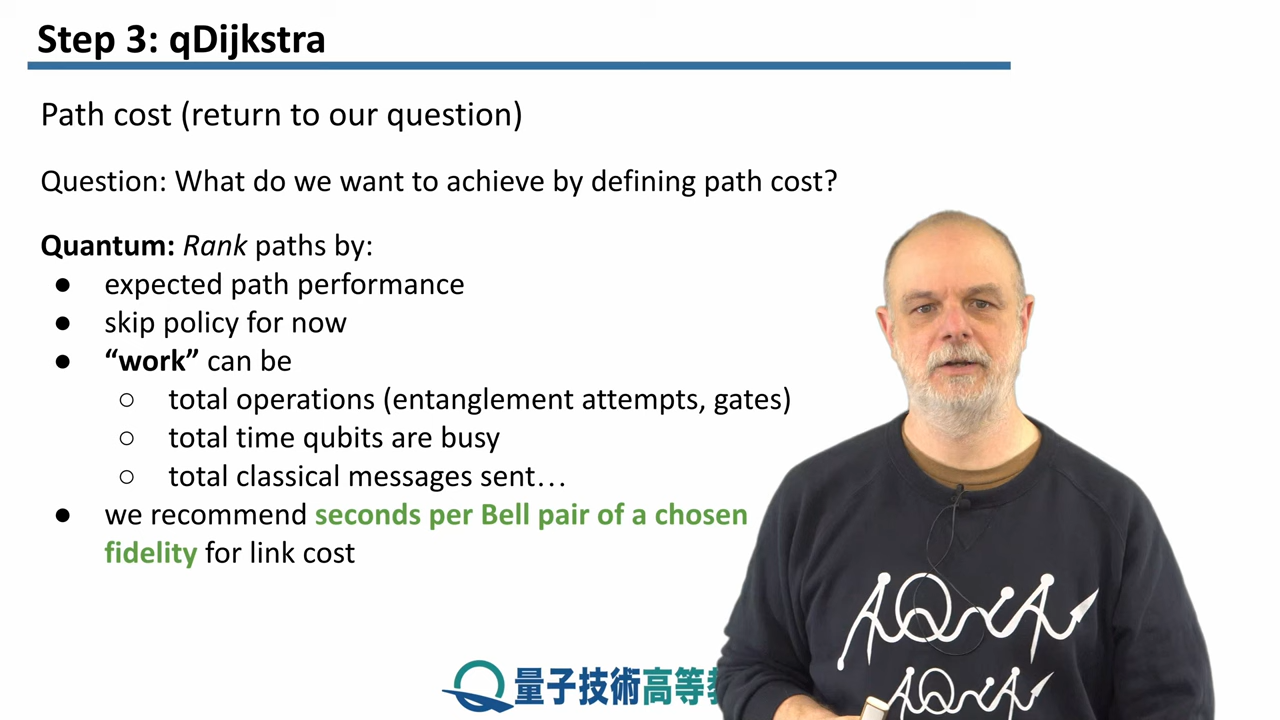 Step 3: qDijkstra
Path cost (return to our question)
Question: What do we want to achieve by defining path cost?
Quantum: Rank paths by:
● expected path performance
● skip policy for now
● “work” can be
○ total operations (entanglement attempts, gates)
○ total time qubits are busy
○ total classical messages sent…
● we recommend seconds per Bell pair of a chosen
fidelity for link cost
量子技術高等